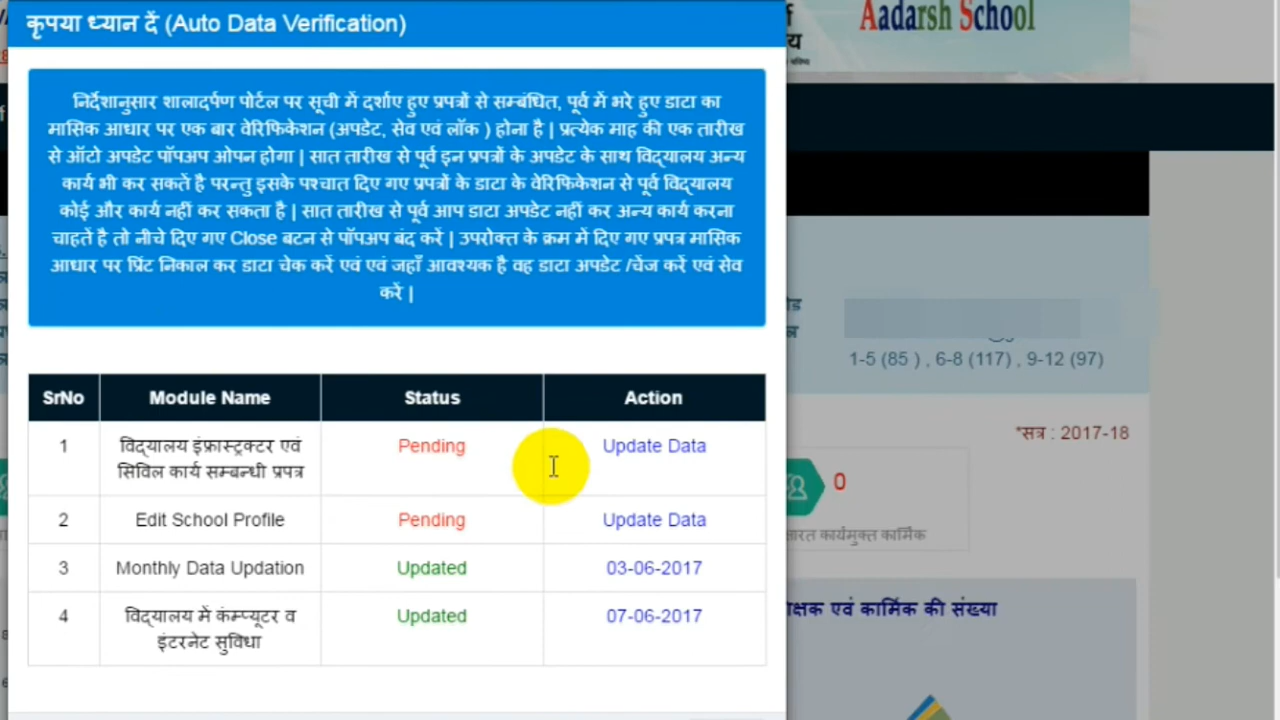 कृपया ध्यान दें (Auto Data Verification)
Aadarsh School
निर्देशानुसार शालादर्पण पोर्टल पर सूची में दर्शाए हुए प्रपत्रों से सम्बंधित, पूर्व में भरे हुए डाटा का
मासिक आधार पर एक बार वेरिफिकेशन (अपडेट, सेव एवं लॉक ) होना है | प्रत्येक माह की एक तारीख
से ऑटो अपडेट पॉपअप ओपन होगा | सात तारीख से पूर्व इन प्रपत्रों के अपडेट के साथ विद्यालय अन्य
कार्य भी कर सकतें है परन्तु इसके पश्चात दिए गए प्रपत्रों के डाटा के वेरिफिकेशन से पूर्व विद्यालय
कोई और कार्य नहीं कर सकता है | सात तारीख से पूर्व आप डाटा अपडेट नहीं कर अन्य कार्य करना
चाहतें है तो नीचे दिए गए Close बटन से पॉपअप बंद करें | उपरोक्त के क्रम में दिए गए प्रपत्र मासिक
आधार पर प्रिंट निकाल कर डाटा चेक करें एवं एवं जहाँ आवश्यक है वह डाटा अपडेट /चेंज करें एवं सेव
करें |
1-5 (85 ) , 6-8 (117) , 9-12 (97)
SrNo Module Name Status Action
*सत्र : 2017-18
1 विद्यालय इंफ्रास्ट्रक्टर एवं Pending Update Data
सिविल कार्य सम्बन्धी प्रपत्र
0
2 Edit School Profile Pending Update Data
कार्यमुक्त कार्मिक
3 Monthly Data Updation Updated 03-06-2017
एवं कार्मिक की संख्या
4 विद्यालय में कंम्प्यूटर व Updated 07-06-2017
इंटरनेट सुविधा